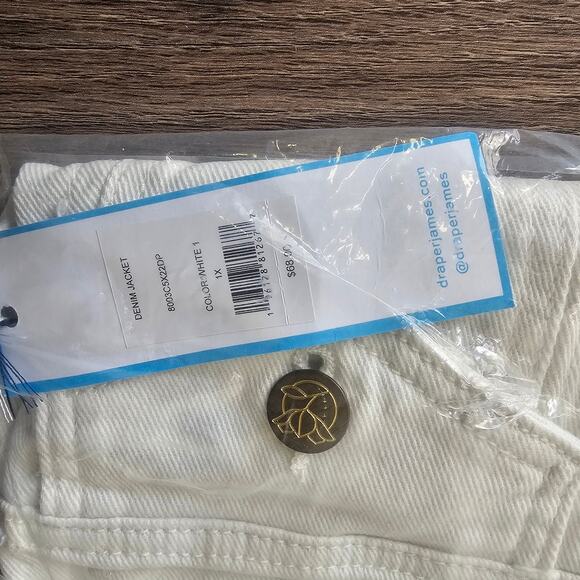 DENIM JACKET
8003C5X22DP
COLOR: WHITE 1
1X
$68.00
draperjames.com
@draperjames